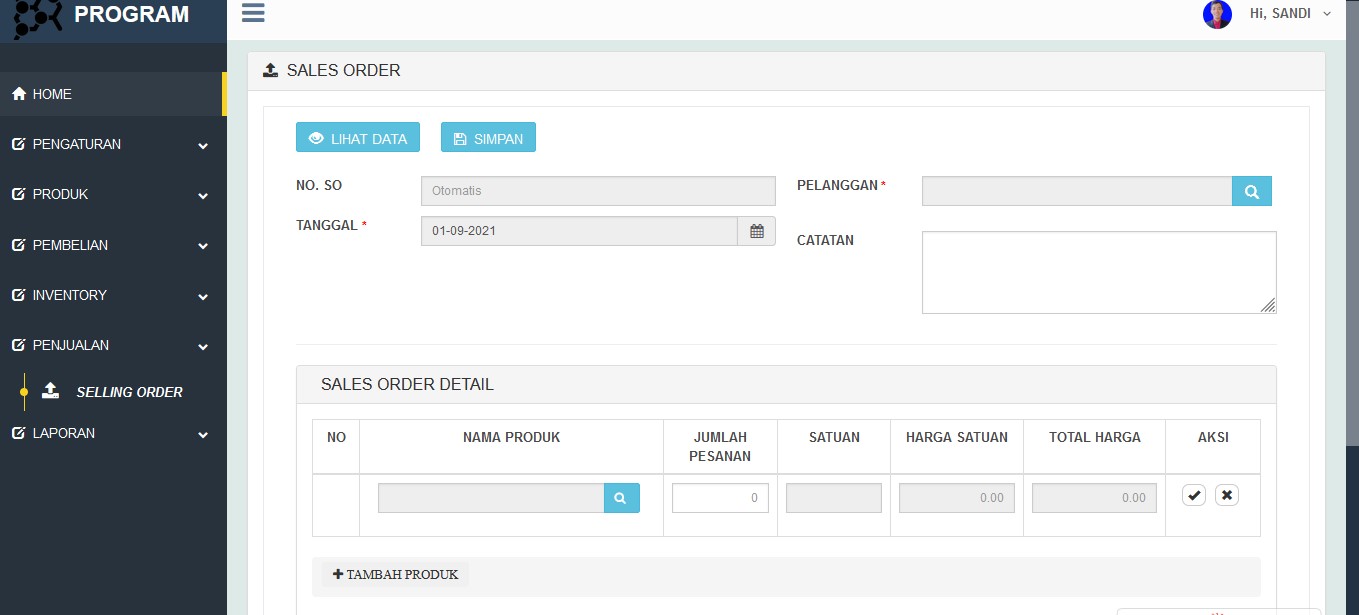 PROGRAM
Hi, SANDI
SALES ORDER
HOME
PENGATURAN
PRODUK
PEMBELIAN
INVENTORY
PENJUALAN
SELLING ORDER
LAPORAN
LIHAT DATA
SIMPAN
NO. SO
Otomatis
TANGGAL *
01-09-2021
PELANGGAN *
CATATAN
SALES ORDER DETAIL
NO
NAMA PRODUK
JUMLAH
PESANAN
SATUAN
HARGA SATUAN
TOTAL HARGA
AKSI
0
0.00
0.00
TAMBAH PRODUK